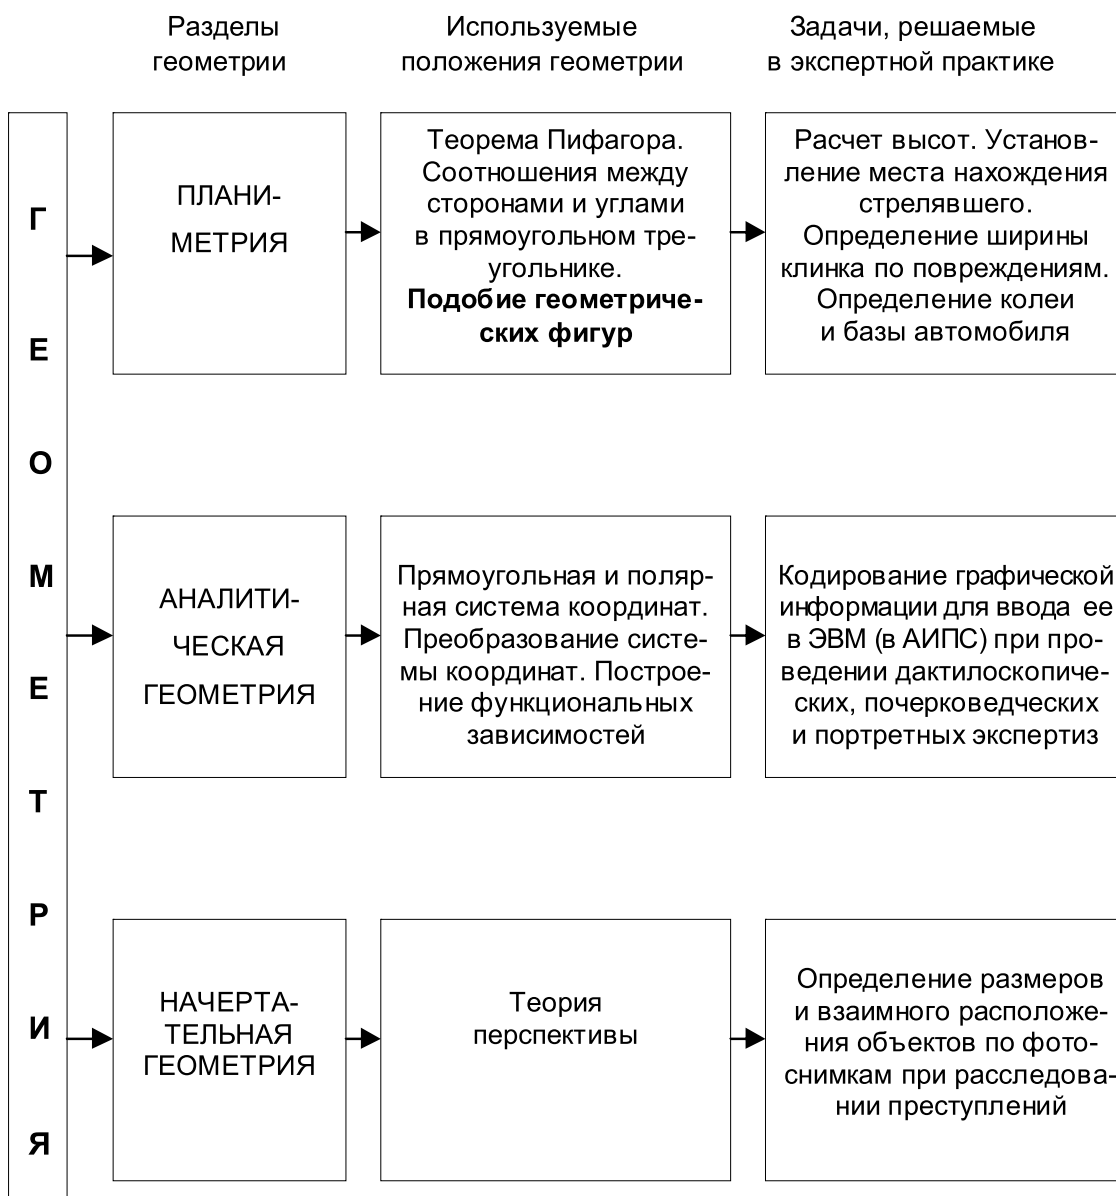 Разделы
геометрии
Используемые
положения геометрии
Задачи, решаемые
в экспертной практике
Г
Е
О
М
Е
Т
Р
И
Я
ПЛАНИ-
МЕТРИЯ
Теорема Пифагора.
Соотношения между
сторонами и углами
в прямоугольном тре-
угольнике.
Подобие геометриче-
ских фигур
Расчет высот. Установ-
ление места нахождения
стрелявшего.
Определение ширины
клинка по повреждениям.
Определение колеи
и базы автомобиля
АНАЛИТИ-
ЧЕСКАЯ
ГЕОМЕТРИЯ
Прямоугольная и поляр-
ная система координат.
Преобразование систе-
мы координат. Построе-
ние функциональных
зависимостей
Кодирование графической
информации для ввода ее
в ЭВМ (в АИПС) при про-
ведении дактилоскопиче-
ских, почерковедческих
и портретных экспертиз
НАЧЕРТА-
ТЕЛЬНАЯ
ГЕОМЕТРИЯ
Теория
перспективы
Определение размеров
и взаимного расположе-
ния объектов по фото-
снимкам при расследова-
нии преступлений